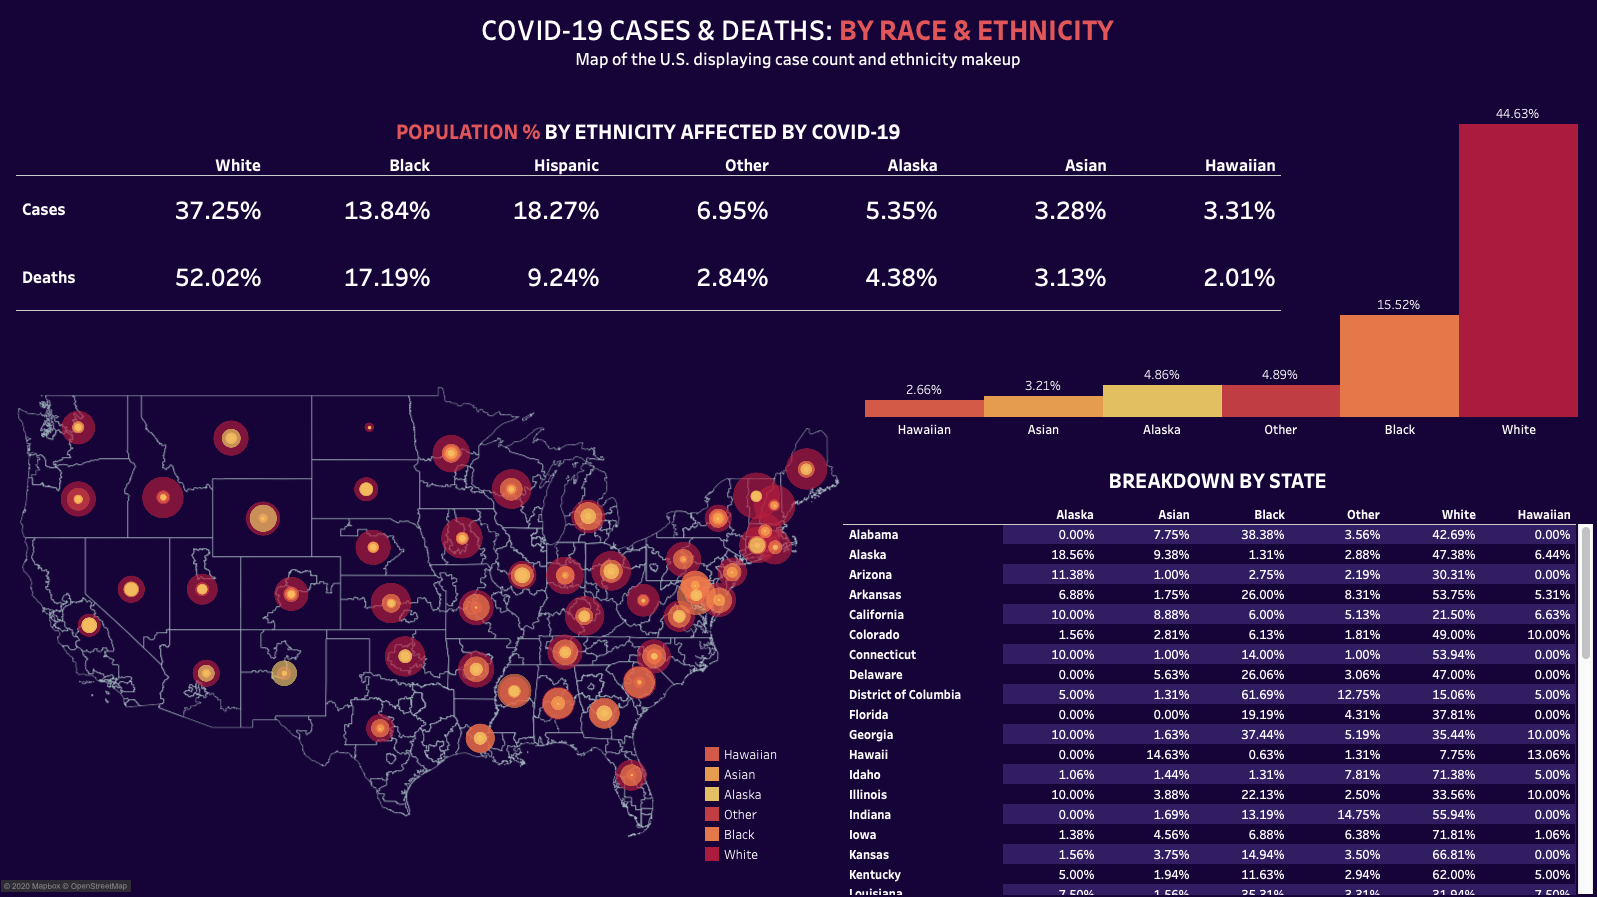 COVID-19 CASES & DEATHS: BY RACE & ETHNICITY
Map of the U.S. displaying case count and ethnicity makeup
POPULATION % BY ETHNICITY AFFECTED BY COVID-19
White Black Hispanic Other Alaska Asian Hawaiian
Cases 37.25% 13.84% 18.27% 6.95% 5.35% 3.28% 3.31%
Deaths 52.02% 17.19% 9.24% 2.84% 4.38% 3.13% 2.01%
44.63%
15.52%
4.86% 4.89%
2.66% 3.21%
Hawaiian Asian Alaska Other Black White
Hawaiian
Asian
Alaska
Other
Black
White
© 2020 Mapbox © OpenStreetMap
BREAKDOWN BY STATE
Alaska Asian Black Other White Hawaiian
Alabama 0.00% 7.75% 38.38% 3.56% 42.69% 0.00%
Alaska 18.56% 9.38% 1.31% 2.88% 47.38% 6.44%
Arizona 11.38% 1.00% 2.75% 2.19% 30.31% 0.00%
Arkansas 6.88% 1.75% 26.00% 8.31% 53.75% 5.31%
California 10.00% 8.88% 6.00% 5.13% 21.50% 6.63%
Colorado 1.56% 2.81% 6.13% 1.81% 49.00% 10.00%
Connecticut 10.00% 1.00% 14.00% 1.00% 53.94% 0.00%
Delaware 0.00% 5.63% 26.06% 3.06% 47.00% 0.00%
District of Columbia 5.00% 1.31% 61.69% 12.75% 15.06% 5.00%
Florida 0.00% 0.00% 19.19% 4.31% 37.81% 0.00%
Georgia 10.00% 1.63% 37.44% 5.19% 35.44% 10.00%
Hawaii 0.00% 14.63% 0.63% 1.31% 7.75% 13.06%
Idaho 1.06% 1.44% 1.31% 7.81% 71.38% 5.00%
Illinois 10.00% 3.88% 22.13% 2.50% 33.56% 10.00%
Indiana 0.00% 1.69% 13.19% 14.75% 55.94% 0.00%
Iowa 1.38% 4.56% 6.88% 6.38% 71.81% 1.06%
Kansas 1.56% 3.75% 14.94% 3.50% 66.81% 0.00%
Kentucky 5.00% 1.94% 11.63% 2.94% 62.00% 5.00%
Louisiana 7.50% 1.56% 35.31% 3.31% 31.94% 7.50%